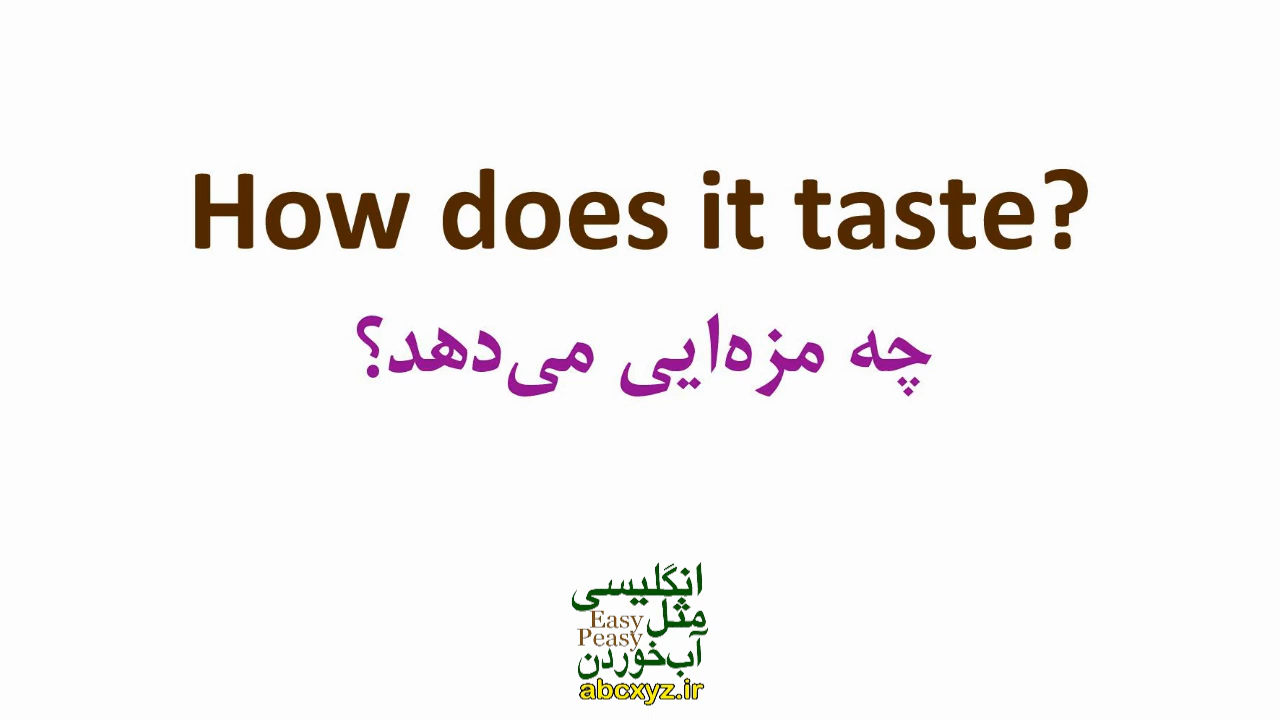 How does it taste?
چه مزه‌ایی می‌دهد؟
انگلیسی
مثل
Easy
Peasy
آب‌خوردن
abcxyz.ir